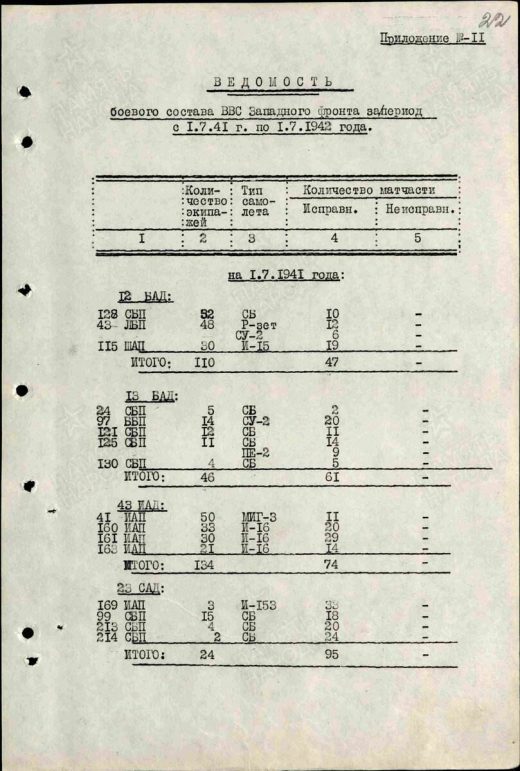 22
Приложение №-II
ВЕДОМОСТЬ
боевого состава ВВС Западного фронта за период
с I.7.4I г. по I.7.I942 года.
Коли- Тип Количество матчасти
чество само-
экипа- лета Исправн. Неисправн.
жей
I 2 3 4 5
на I.7.I94I года:
I2 БАД:
I28 СБП 32 СБ I0 -
43 ЛБП 48 Р-зет I2 -
СУ-2 6 -
II5 ШАП 30 И-I5 I9 -
ИТОГО: II0 47 -
I3 БАД:
24 СБП 5 СБ 2 -
97 ББП I4 СУ-2 20 -
I2I СБП I2 СБ II -
I25 СБП II СБ I4 -
ПЕ-2 9 -
I30 СБП 4 СБ 5 -
ИТОГО: 46 6I -
43 ИАД:
4I ИАП 50 МИГ-3 II -
I60 ИАП 33 И-I6 20 -
I6I ИАП 30 И-I6 29 -
I63 ИАП 2I И-I6 I4 -
ИТОГО: I34 74 -
23 САД:
I69 ИАП 3 И-I53 33 -
99 СБП I5 СБ I8 -
2I3 СБП 4 СБ 20 -
2I4 СБП 2 СБ 24 -
ИТОГО: 24 95 -